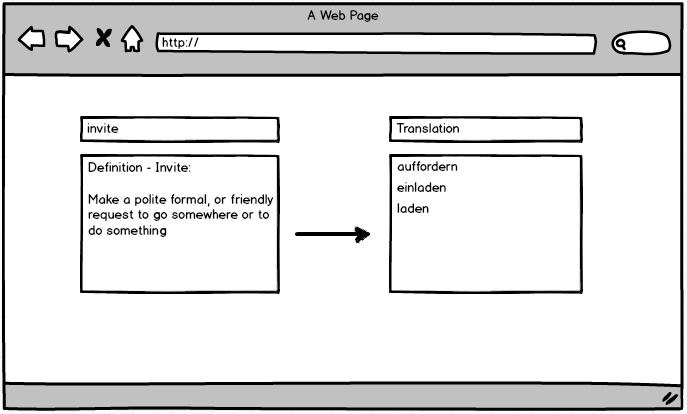 A Web Page
http://
invite
Translation
Definition - Invite:
Make a polite formal, or friendly
request to go somewhere or to
do something
auffordern
einladen
laden